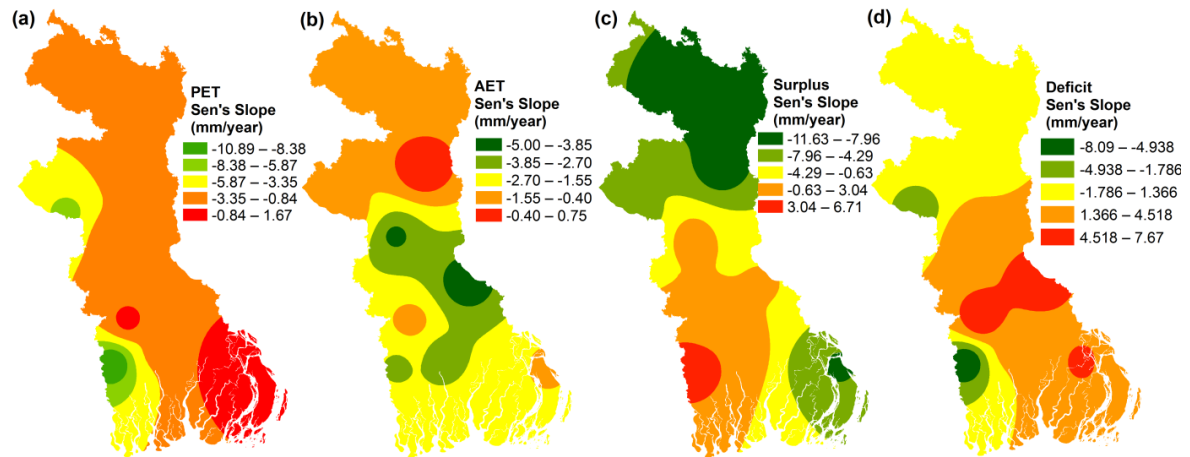 (a)
PET
Sen's Slope
(mm/year)
-10.89 – -8.38
-8.38 – -5.87
-5.87 – -3.35
-3.35 – -0.84
-0.84 – 1.67
(b)
AET
Sen's Slope
(mm/year)
-5.00 – -3.85
-3.85 – -2.70
-2.70 – -1.55
-1.55 – -0.40
-0.40 – 0.75
(c)
Surplus
Sen's Slope
(mm/year)
-11.63 – -7.96
-7.96 – -4.29
-4.29 – -0.63
-0.63 – 3.04
3.04 – 6.71
(d)
Deficit
Sen's Slope
(mm/year)
-8.09 – -4.938
-4.938 – -1.786
-1.786 – 1.366
1.366 – 4.518
4.518 – 7.67